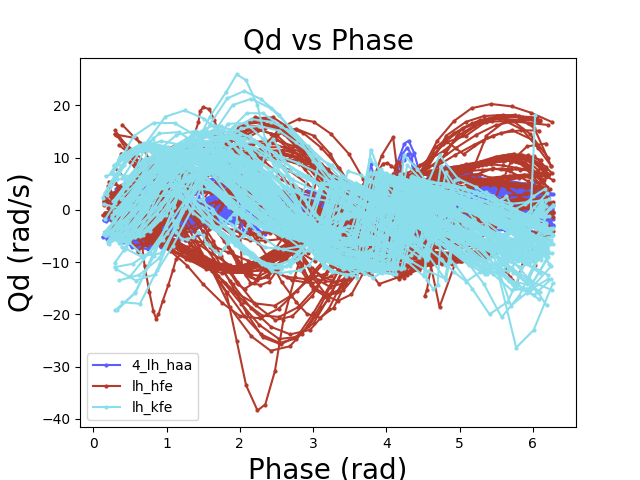 Qd vs Phase
Qd (rad/s)
20
10
0
−10
−20
−30
−40
4_lh_haa
lh_hfe
lh_kfe
0 1 2 3 4 5 6
Phase (rad)